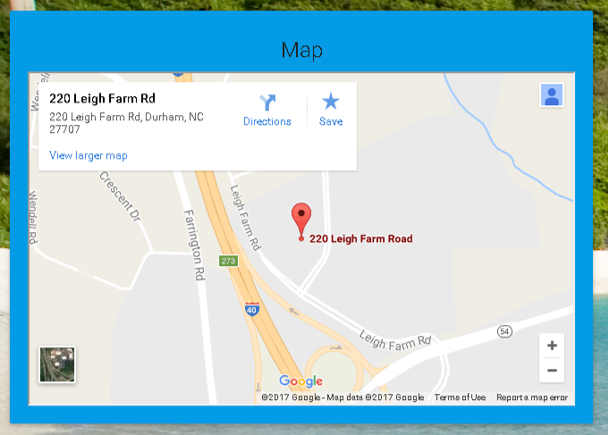 Map
220 Leigh Farm Rd
220 Leigh Farm Rd, Durham, NC
27707
Directions
Save
View larger map
Wendell Rd
Crescent Dr
Farrington Rd
Leigh Farm Rd
220 Leigh Farm Road
273
40
Leigh Farm Rd
54
+
−
Google
©2017 Google - Map data ©2017 Google
Terms of Use
Report a map error